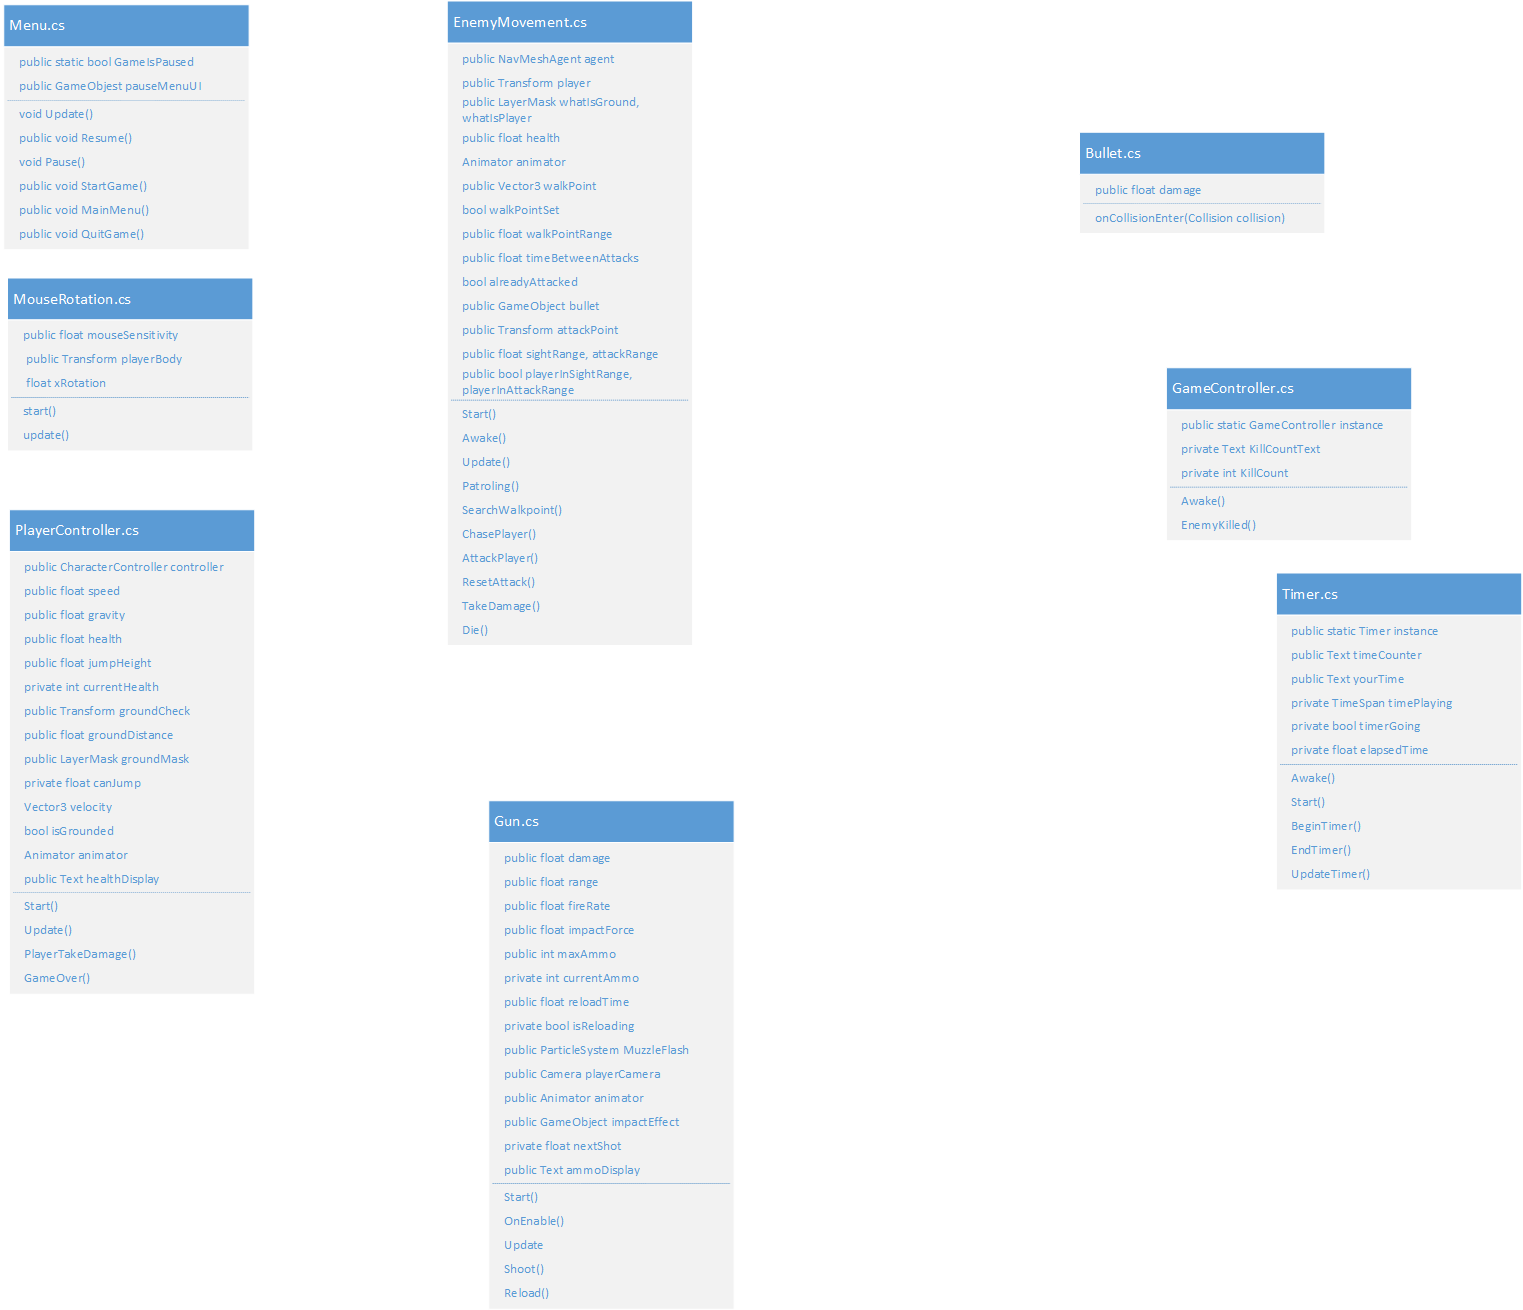 Menu.cs
public static bool GameIsPaused
public GameObjest pauseMenuUI
void Update()
public void Resume()
void Pause()
public void StartGame()
public void MainMenu()
public void QuitGame()
MouseRotation.cs
public float mouseSensitivity
public Transform playerBody
float xRotation
start()
update()
PlayerController.cs
public CharacterController controller
public float speed
public float gravity
public float health
public float jumpHeight
private int currentHealth
public Transform groundCheck
public float groundDistance
public LayerMask groundMask
private float canJump
Vector3 velocity
bool isGrounded
Animator animator
public Text healthDisplay
Start()
Update()
PlayerTakeDamage()
GameOver()
EnemyMovement.cs
public NavMeshAgent agent
public Transform player
public LayerMask whatIsGround,
whatIsPlayer
public float health
Animator animator
public Vector3 walkPoint
bool walkPointSet
public float walkPointRange
public float timeBetweenAttacks
bool alreadyAttacked
public GameObject bullet
public Transform attackPoint
public float sightRange, attackRange
public bool playerInSightRange,
playerInAttackRange
Start()
Awake()
Update()
Patroling()
SearchWalkpoint()
ChasePlayer()
AttackPlayer()
ResetAttack()
TakeDamage()
Die()
Gun.cs
public float damage
public float range
public float fireRate
public float impactForce
public int maxAmmo
private int currentAmmo
public float reloadTime
private bool isReloading
public ParticleSystem MuzzleFlash
public Camera playerCamera
public Animator animator
public GameObject impactEffect
private float nextShot
public Text ammoDisplay
Start()
OnEnable()
Update
Shoot()
Reload()
Bullet.cs
public float damage
onCollisionEnter(Collision collision)
GameController.cs
public static GameController instance
private Text KillCountText
private int KillCount
Awake()
EnemyKilled()
Timer.cs
public static Timer instance
public Text timeCounter
public Text yourTime
private TimeSpan timePlaying
private bool timerGoing
private float elapsedTime
Awake()
Start()
BeginTimer()
EndTimer()
UpdateTimer()